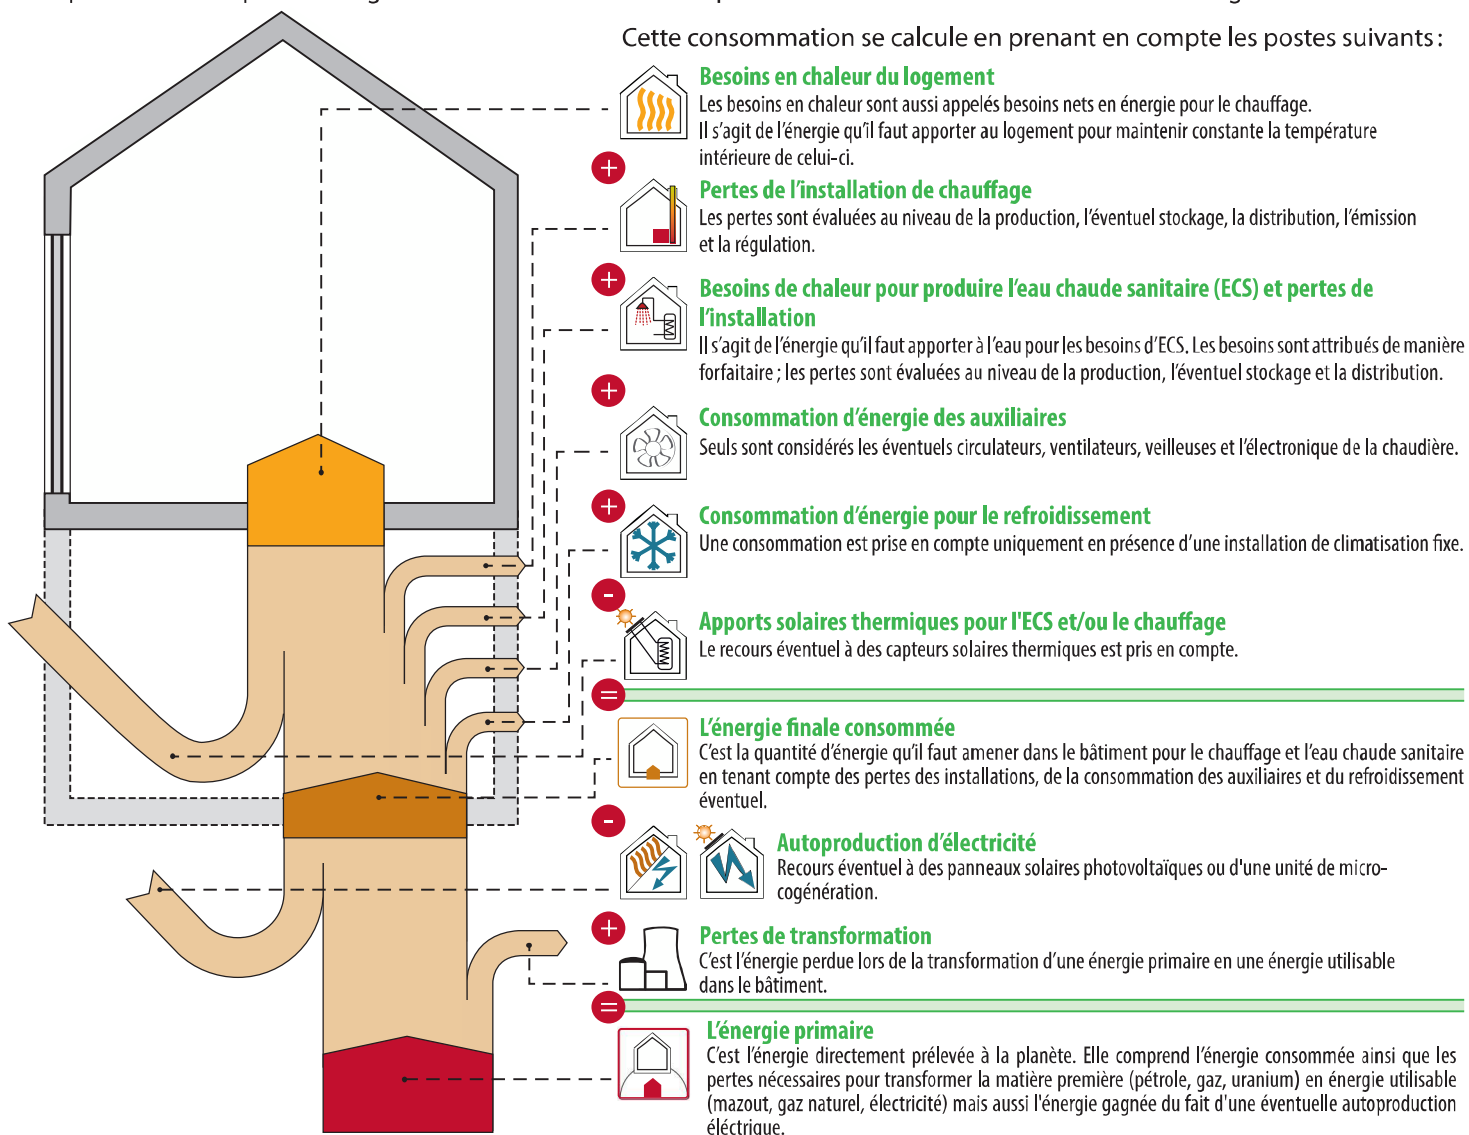 Cette consommation se calcule en prenant en compte les postes suivants :
Besoins en chaleur du logement
Les besoins en chaleur sont aussi appelés besoins nets en énergie pour le chauffage.
Il s'agit de l'énergie qu'il faut apporter au logement pour maintenir constante la température
intérieure de celui-ci.
+
Pertes de l'installation de chauffage
Les pertes sont évaluées au niveau de la production, l'éventuel stockage, la distribution, l'émission
et la régulation.
+
Besoins de chaleur pour produire l'eau chaude sanitaire (ECS) et pertes de
l'installation
Il s'agit de l'énergie qu'il faut apporter à l'eau pour les besoins d'ECS. Les besoins sont attribués de manière
forfaitaire ; les pertes sont évaluées au niveau de la production, l'éventuel stockage et la distribution.
+
Consommation d'énergie des auxiliaires
Seuls sont considérés les éventuels circulateurs, ventilateurs, veilleuses et l'électronique de la chaudière.
+
Consommation d'énergie pour le refroidissement
Une consommation est prise en compte uniquement en présence d'une installation de climatisation fixe.
-
Apports solaires thermiques pour l'ECS et/ou le chauffage
Le recours éventuel à des capteurs solaires thermiques est pris en compte.
=
L'énergie finale consommée
C'est la quantité d'énergie qu'il faut amener dans le bâtiment pour le chauffage et l'eau chaude sanitaire
en tenant compte des pertes des installations, de la consommation des auxiliaires et du refroidissement
éventuel.
-
Autoproduction d'électricité
Recours éventuel à des panneaux solaires photovoltaïques ou d'une unité de micro-
cogénération.
+
Pertes de transformation
C'est l'énergie perdue lors de la transformation d'une énergie primaire en une énergie utilisable
dans le bâtiment.
=
L'énergie primaire
C'est l'énergie directement prélevée à la planète. Elle comprend l'énergie consommée ainsi que les
pertes nécessaires pour transformer la matière première (pétrole, gaz, uranium) en énergie utilisable
(mazout, gaz naturel, électricité) mais aussi l'énergie gagnée du fait d'une éventuelle autoproduction
éléctrique.